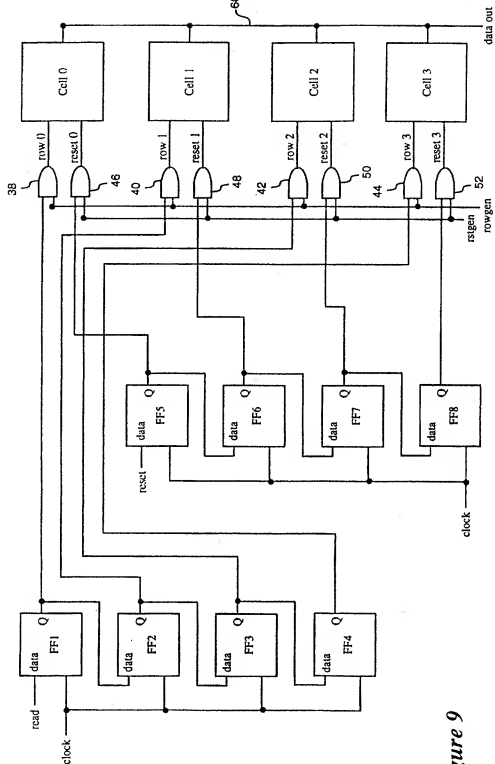 68
data out
Cell 0
Cell 1
Cell 2
Cell 3
row 0
reset 0
row 1
reset 1
row 2
reset 2
row 3
reset 3
38
46
40
48
42
50
44
52
rstgen
rowgen
data
Q
FF5
data
Q
FF6
data
Q
FF7
data
Q
FF8
reset
clock
data
Q
FF1
data
Q
FF2
data
Q
FF3
data
Q
FF4
read
clock
gure 9